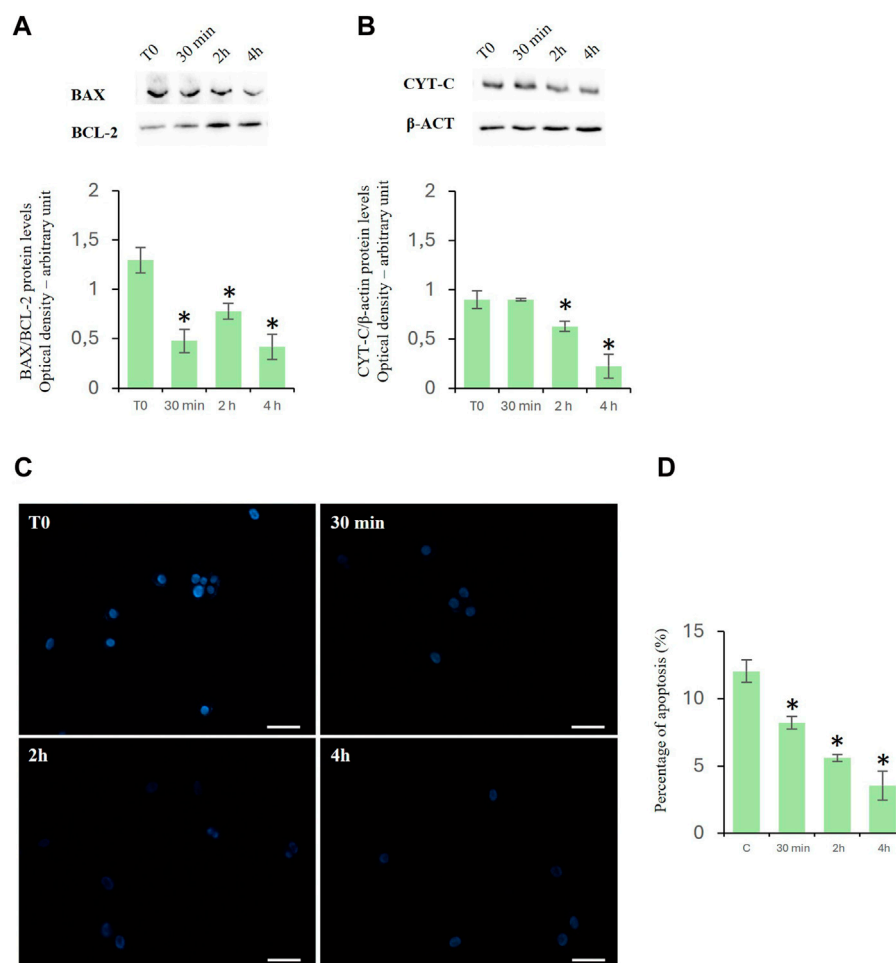 A
T0 30 min 2h 4h
BAX
BCL-2
BAX/BCL-2 protein levels
Optical density – arbitrary unit
2
1,5
1
0,5
0
*
*
*
T0 30 min 2 h 4 h
B
T0 30 min 2h 4h
CYT-C
β-ACT
CYT-C/β-actin protein levels
Optical density – arbitrary unit
2
1,5
1
0,5
0
*
*
T0 30 min 2 h 4 h
C
T0
30 min
2h
4h
D
Percentage of apoptosis (%)
15
10
5
0
*
*
*
C 30 min 2h 4h